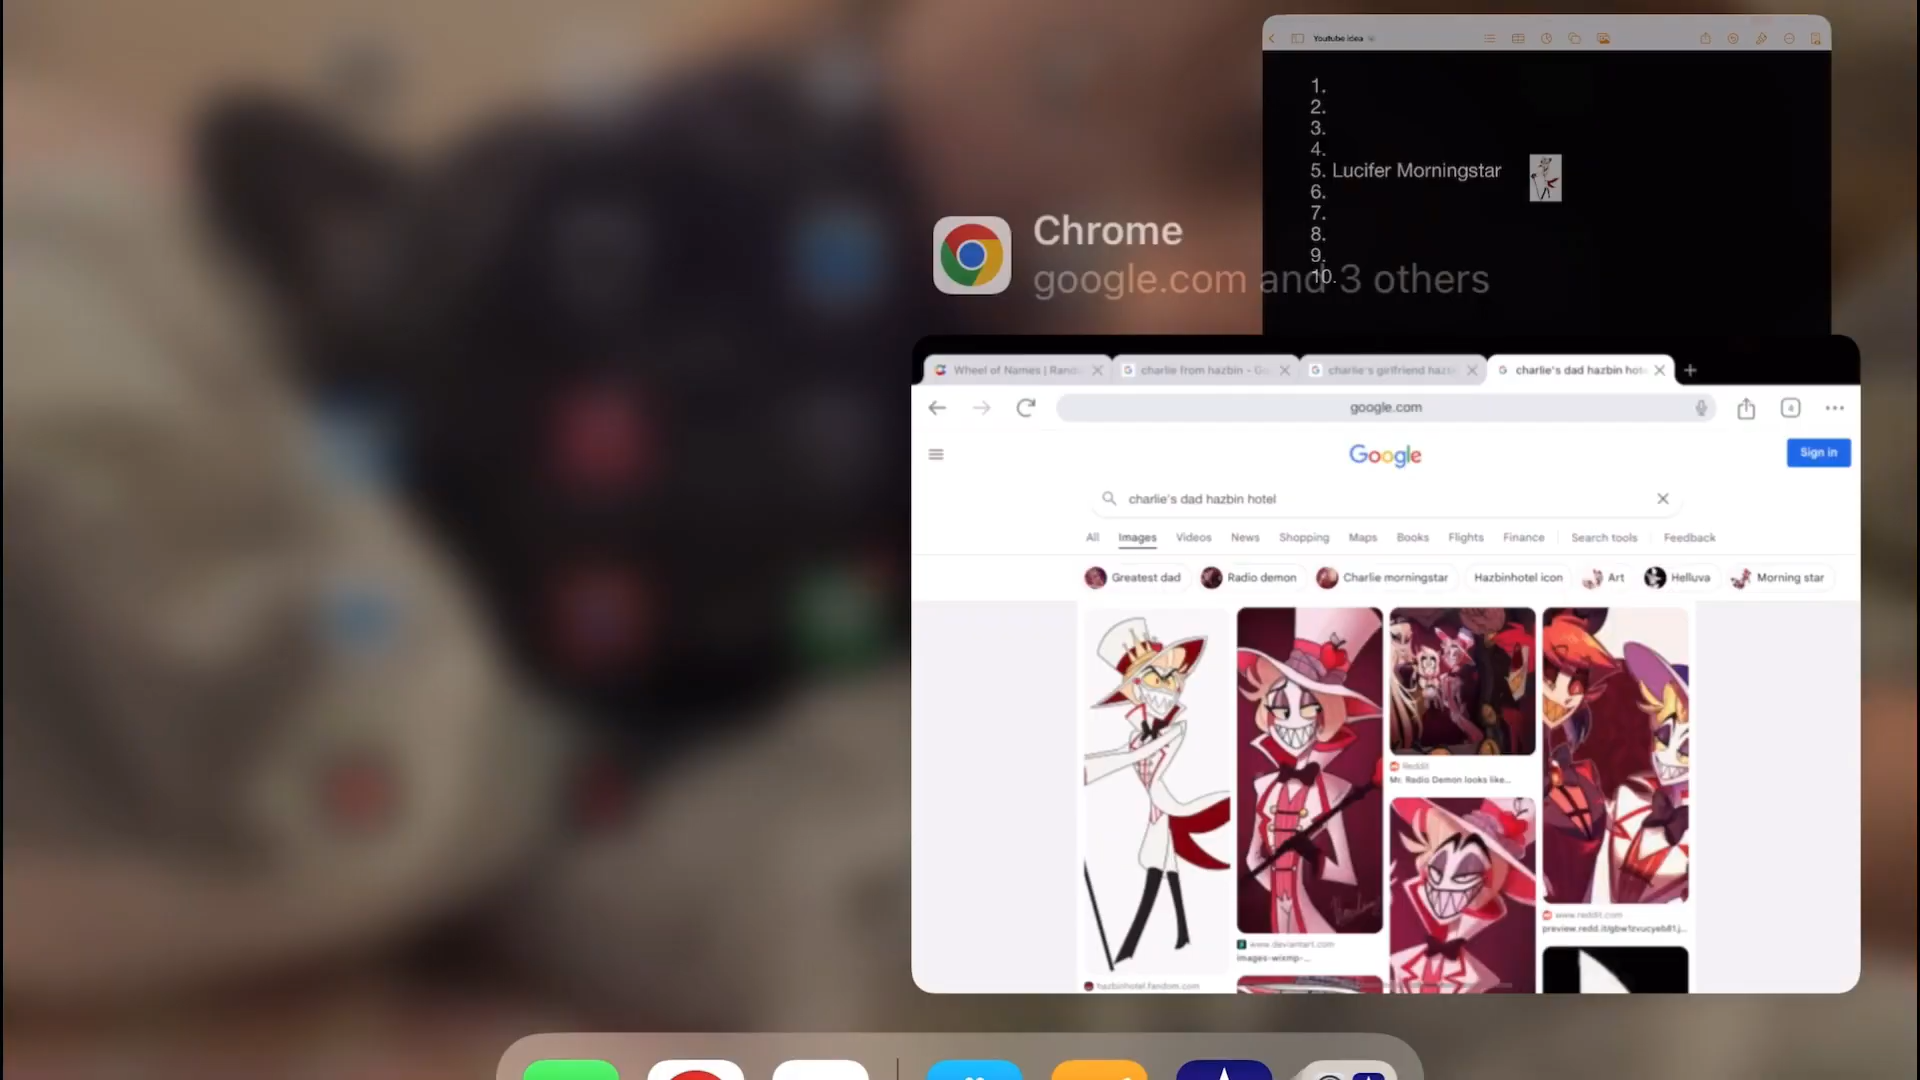 Youtube idea
1.
2.
3.
4.
5. Lucifer Morningstar
6.
7.
8.
9.
10.
Chrome
google.com and 3 others
Wheel of Names | Rand
charlie from hazbin - Go
charlie's girlfriend hazb
charlie's dad hazbin hot
google.com
4
Google
Sign in
charlie's dad hazbin hotel
All Images Videos News Shopping Maps Books Flights Finance Search tools Feedback
Greatest dad Radio demon Charlie morningstar Hazbinhotel icon Art Helluva Morning star
Reddit
Mr. Radio Demon looks like...
www.reddit.com
preview.redd.it/gbw1zvucyeb81.j...
www.deviantart.com
images-wixmp-...
hazbinhotel.fandom.com